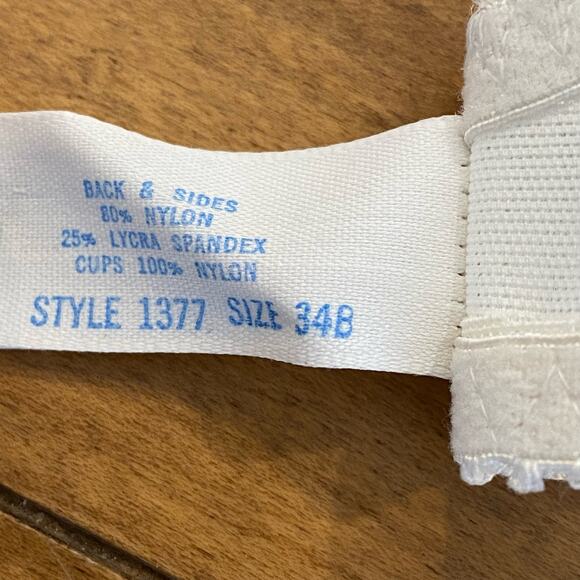 BACK & SIDES
80% NYLON
25% LYCRA SPANDEX
CUPS 100% NYLON
STYLE 1377 SIZE 34B